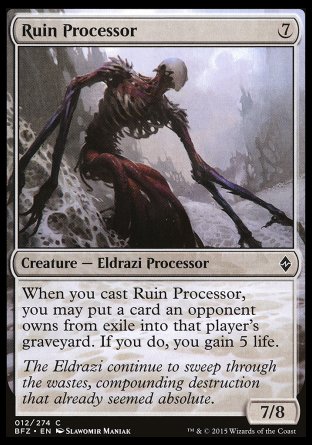 Ruin Processor 7
Creature — Eldrazi Processor
When you cast Ruin Processor,
you may put a card an opponent
owns from exile into that player's
graveyard. If you do, you gain 5 life.
The Eldrazi continue to sweep through
the wastes, compounding destruction
that already seemed absolute.
7/8
012/274 C
BFZ • EN SLAWOMIR MANIAK
™ & © 2015 Wizards of the Coast